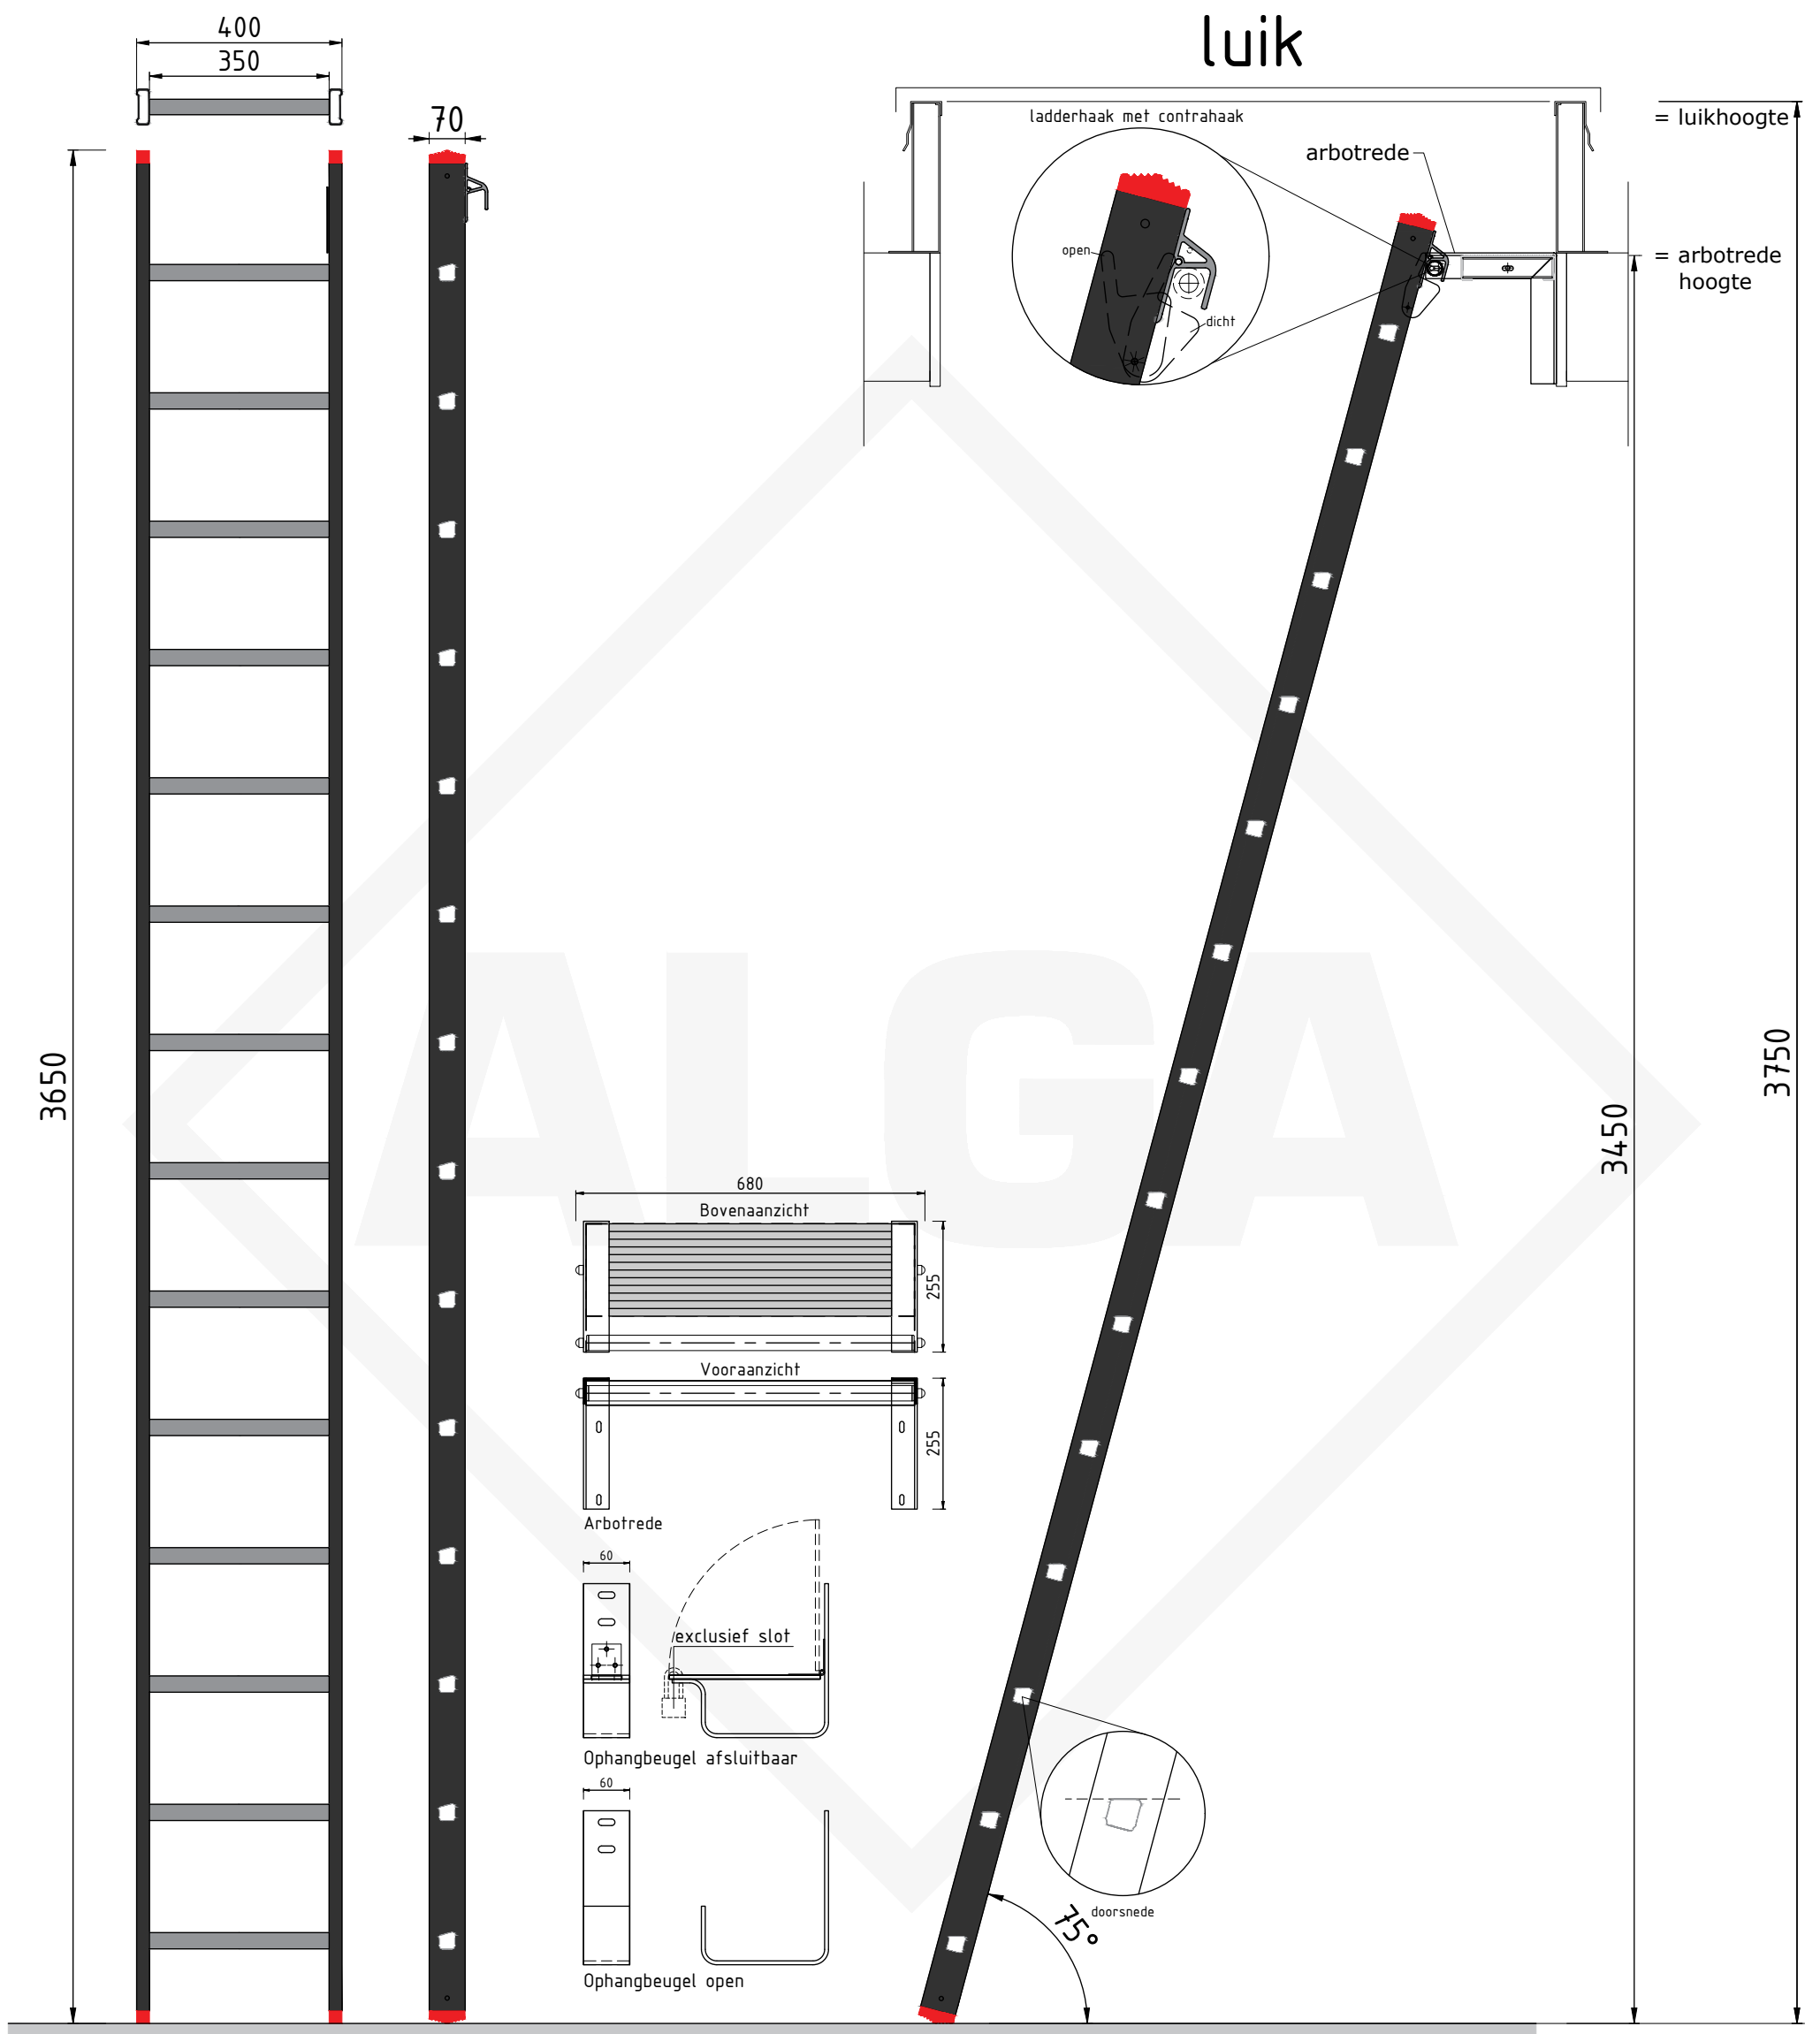 luik
400
350
70
ladderhaak met contrahaak
= luikhoogte
arbotrede
open
= arbotrede
hoogte
dicht
3650
3750
3450
ALGA
680
Bovenaanzicht
255
Vooraanzicht
255
Arbotrede
60
exclusief slot
Ophangbeugel afsluitbaar
60
doorsnede
75°
Ophangbeugel open